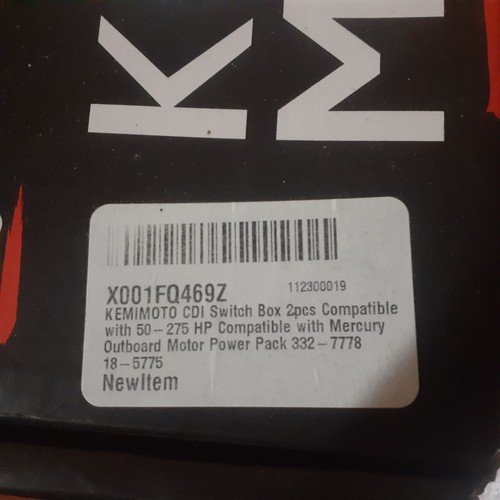 KM
X001FQ469Z 112300019
KEMIMOTO CDI Switch Box 2pcs Compatible
with 50-275 HP Compatible with Mercury
Outboard Motor Power Pack 332-7778
18-5775
NewItem